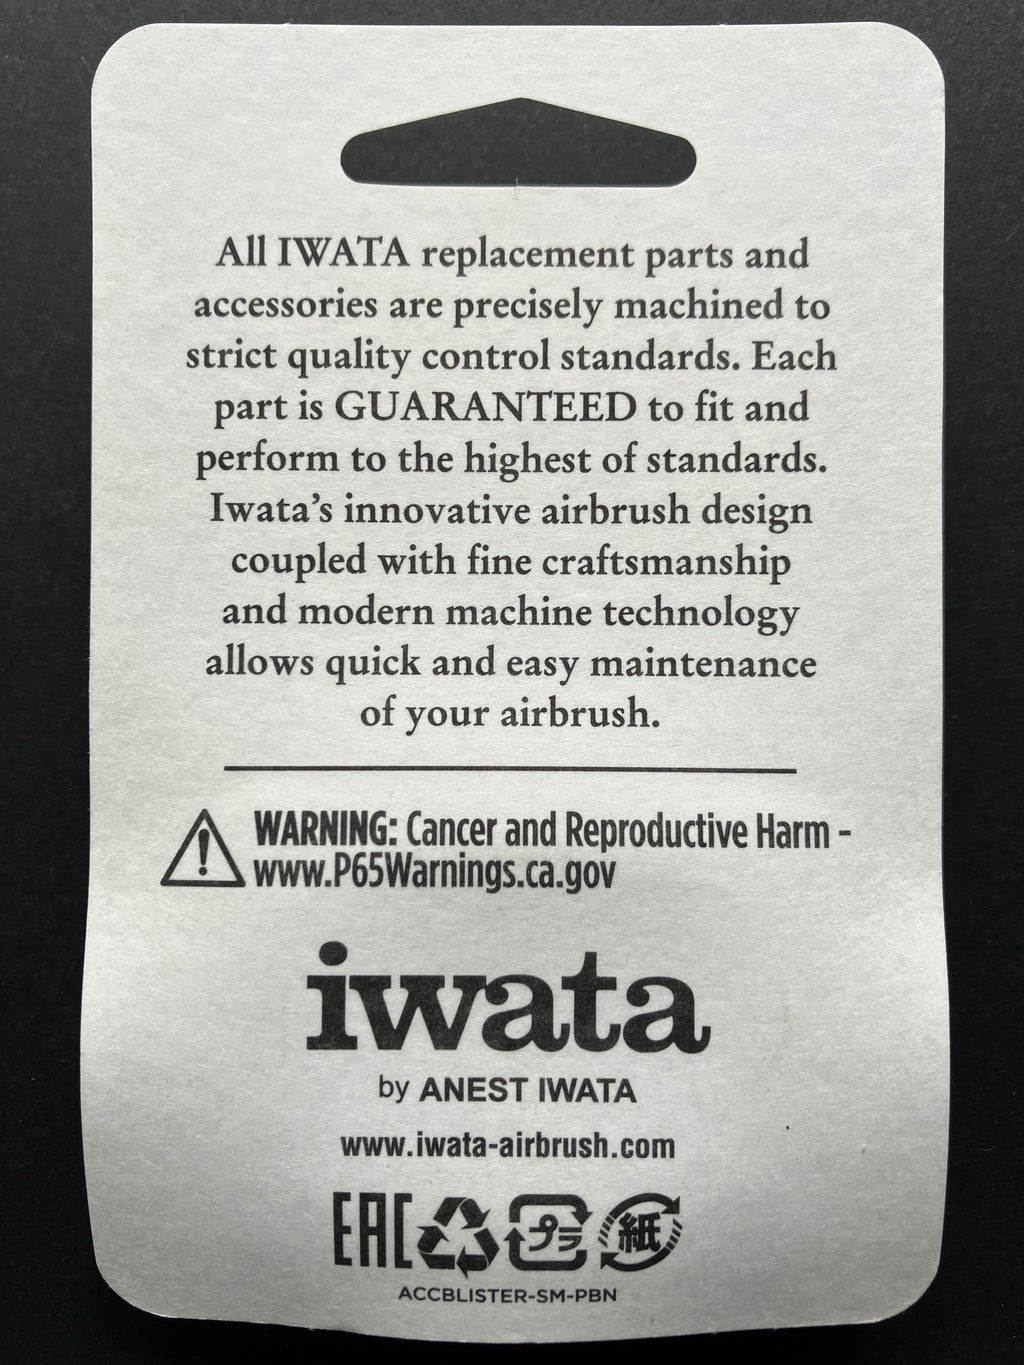 All IWATA replacement parts and
accessories are precisely machined to
strict quality control standards. Each
part is GUARANTEED to fit and
perform to the highest of standards.
Iwata’s innovative airbrush design
coupled with fine craftsmanship
and modern machine technology
allows quick and easy maintenance
of your airbrush.
WARNING: Cancer and Reproductive Harm -
www.P65Warnings.ca.gov
iwata
by ANEST IWATA
www.iwata-airbrush.com
EAC プラ 紙
ACCBLISTER-SM-PBN